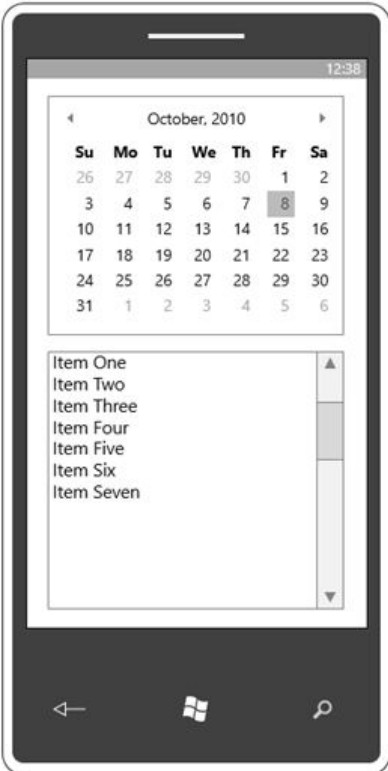 12:38
October, 2010
Su Mo Tu We Th Fr Sa
26 27 28 29 30 1 2
3 4 5 6 7 8 9
10 11 12 13 14 15 16
17 18 19 20 21 22 23
24 25 26 27 28 29 30
31 1 2 3 4 5 6
Item One
Item Two
Item Three
Item Four
Item Five
Item Six
Item Seven